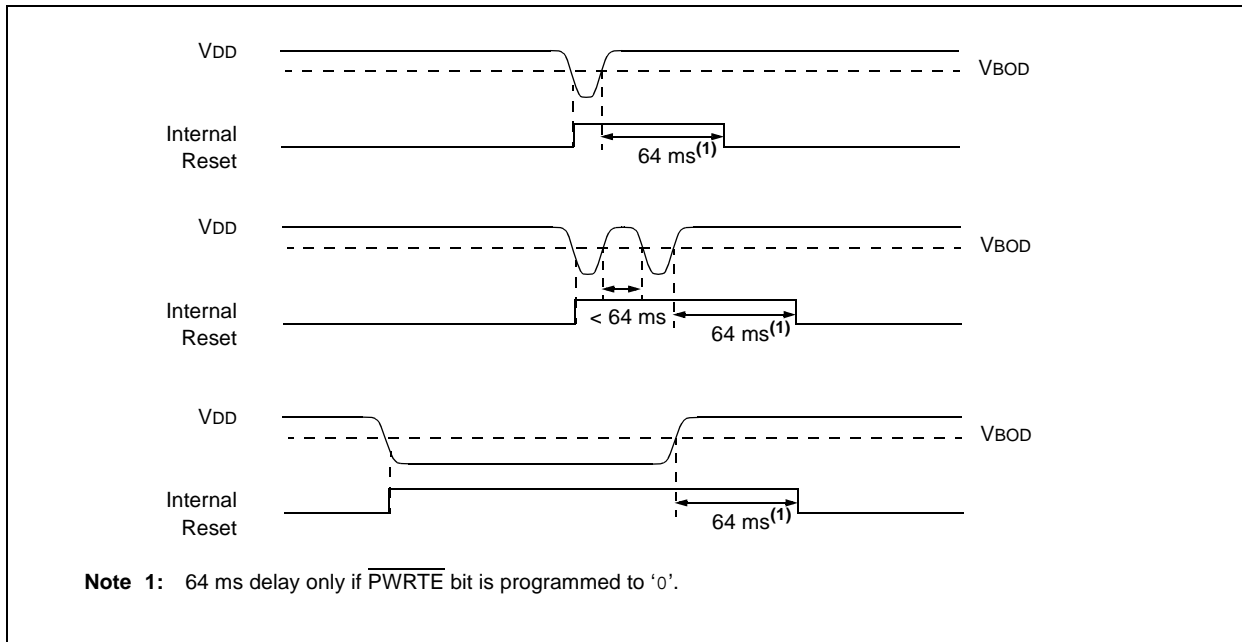 VDD
VBOD
Internal
Reset
64 ms(1)
VDD
VBOD
Internal
Reset
< 64 ms
64 ms(1)
VDD
VBOD
Internal
Reset
64 ms(1)
Note 1: 64 ms delay only if PWRTE bit is programmed to ‘0’.